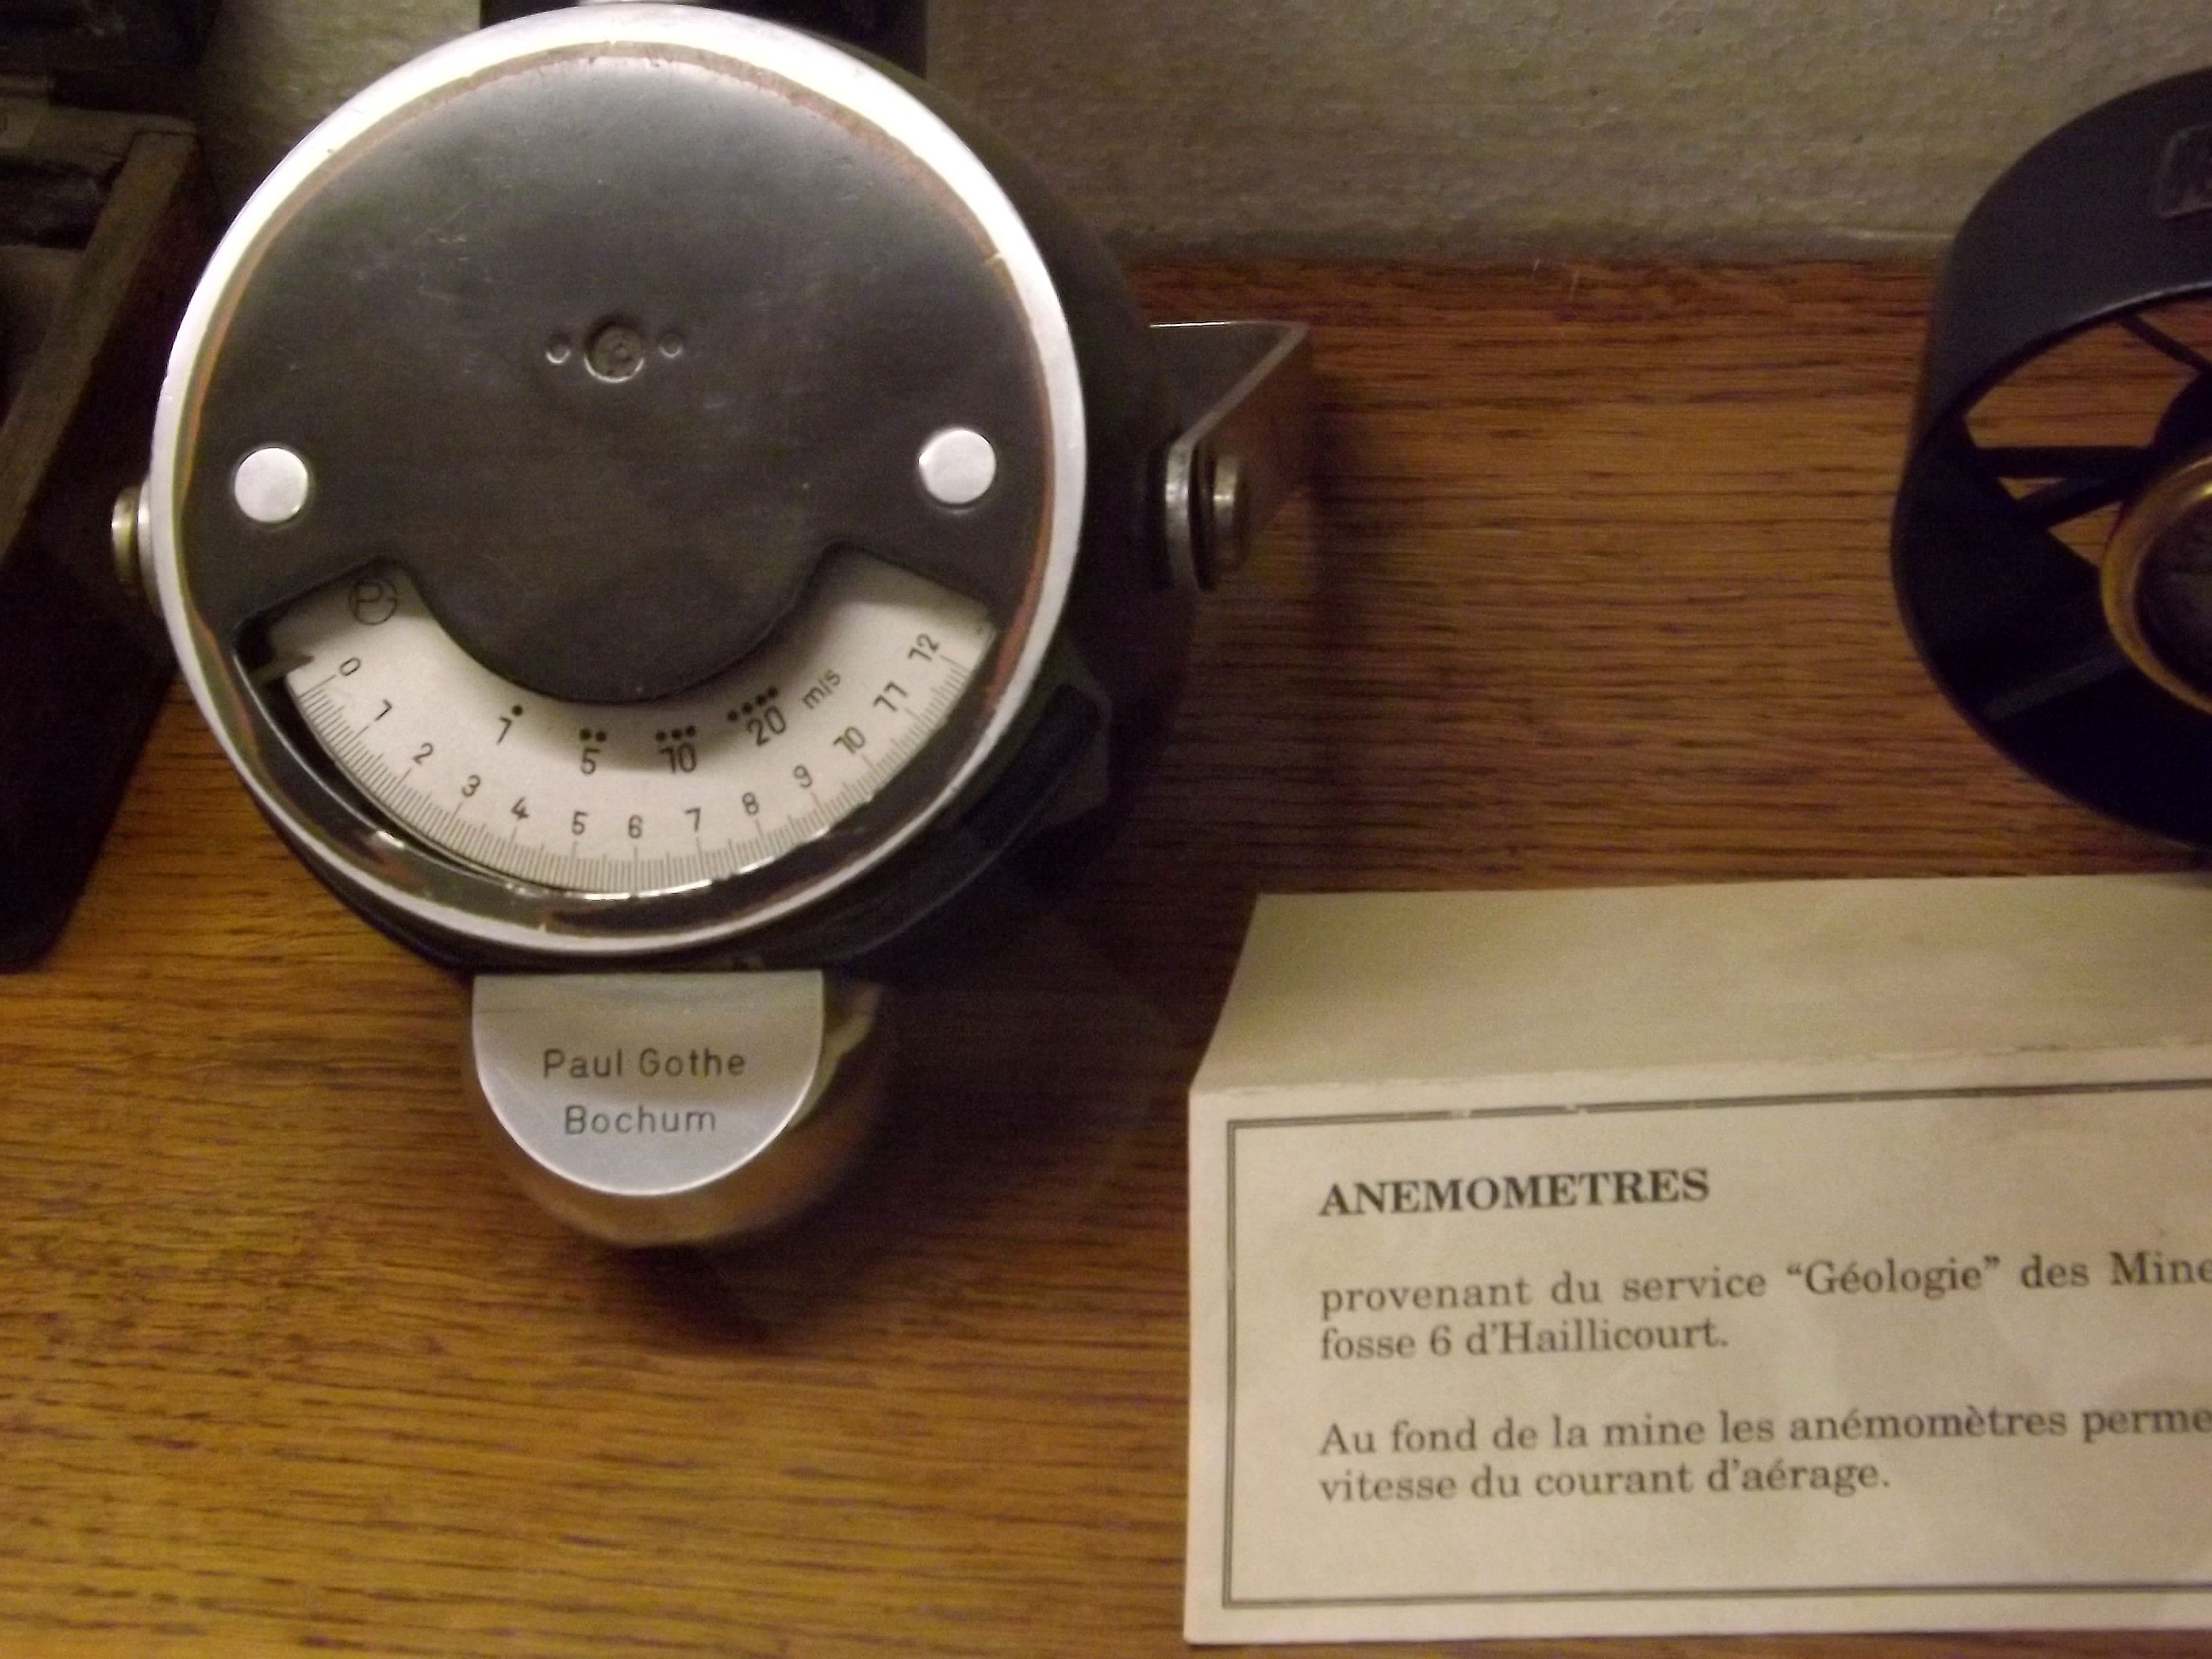 0 1 2 3 4 5 6 7 8 9 10 11 12
1 5 10 20 m/s
Paul Gothe
Bochum
ANEMOMETRES
provenant du service “Géologie” des Mine
fosse 6 d'Haillicourt.
Au fond de la mine les anémomètres perme
vitesse du courant d'aérage.